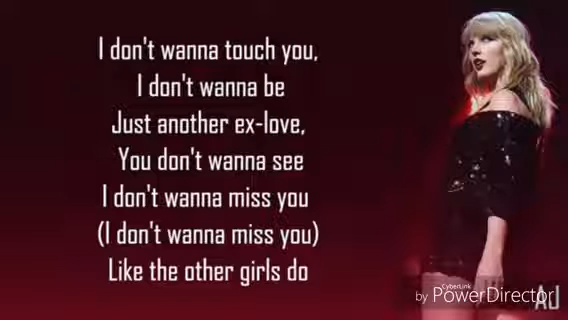 I don't wanna touch you,
I don't wanna be
Just another ex-love,
You don't wanna see
I don't wanna miss you
(I don't wanna miss you)
Like the other girls do
CyberLink
by PowerDirector
AJ